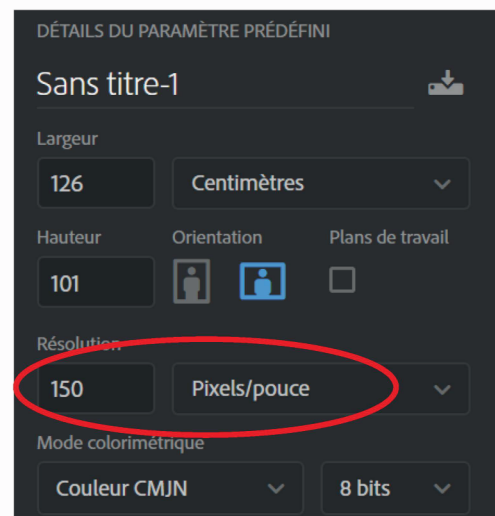 DÉTAILS DU PARAMÈTRE PRÉDÉFINI
Sans titre-1
Largeur
126 Centimètres
Hauteur Orientation Plans de travail
101
Résolution
150 Pixels/pouce
Mode colorimétrique
Couleur CMJN 8 bits